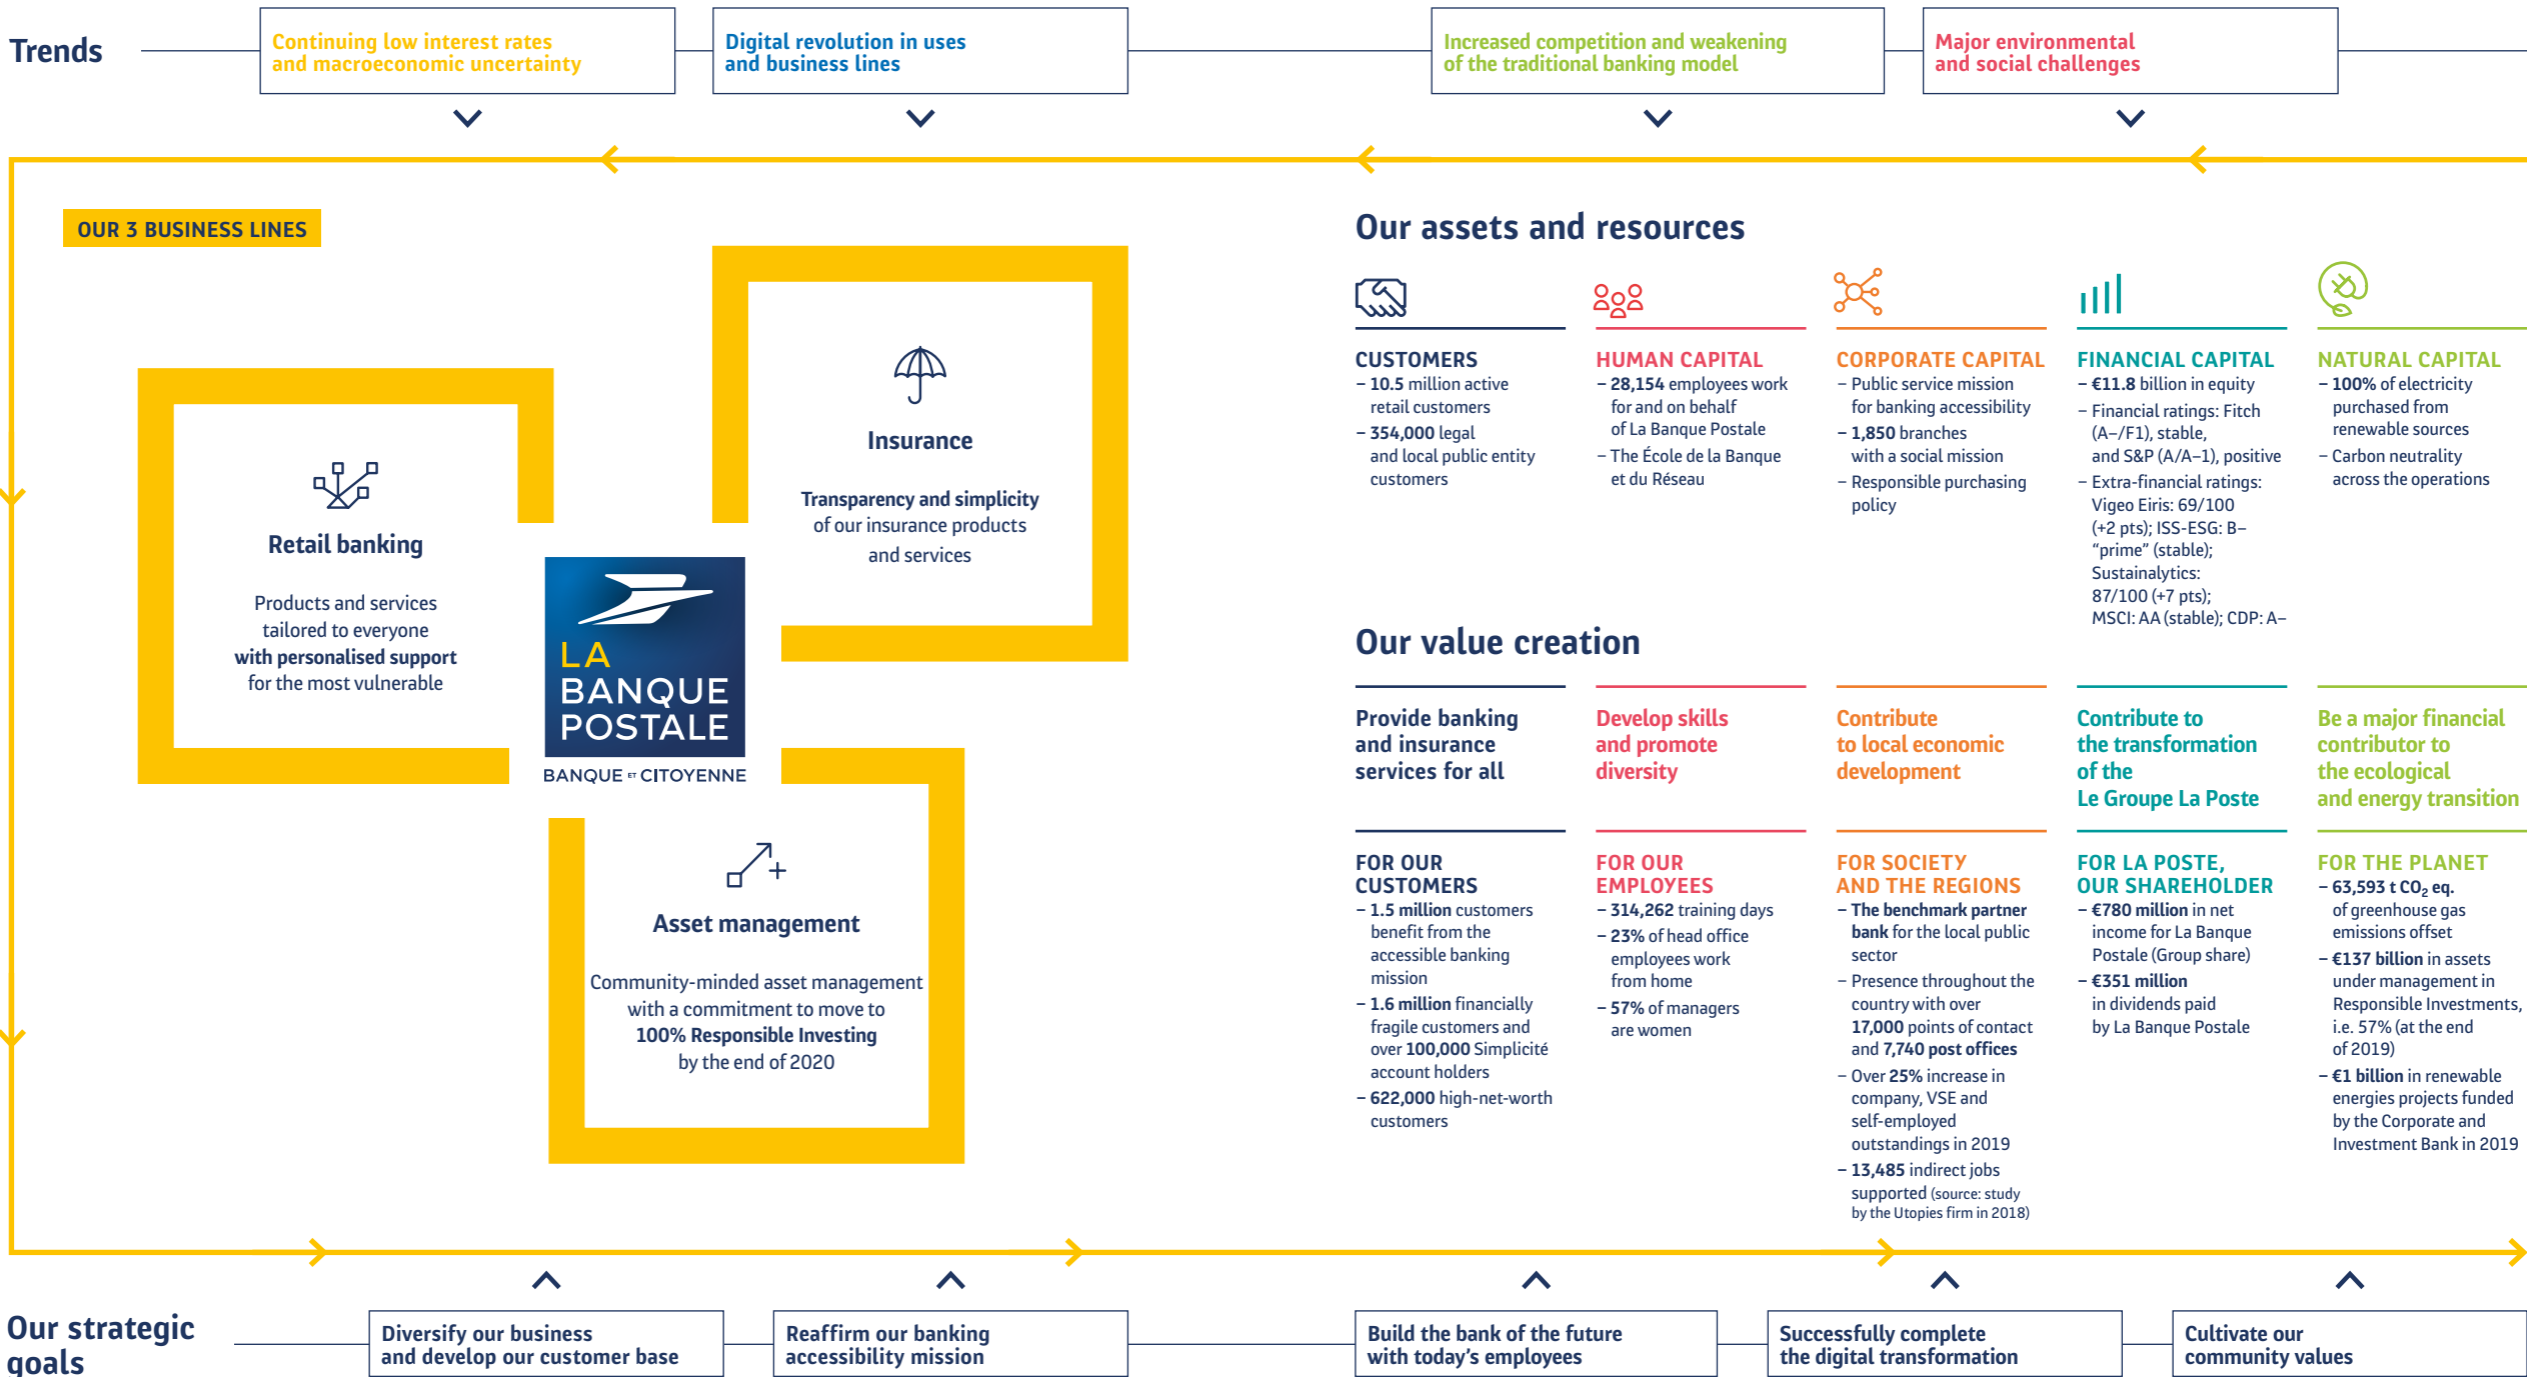 Trends
Continuing low interest rates
and macroeconomic uncertainty
Digital revolution in uses
and business lines
Increased competition and weakening
of the traditional banking model
Major environmental
and social challenges
OUR 3 BUSINESS LINES
Retail banking
Products and services
tailored to everyone
with personalised support
for the most vulnerable
Insurance
Transparency and simplicity
of our insurance products
and services
LA
BANQUE
POSTALE
BANQUE ET CITOYENNE
Asset management
Community-minded asset management
with a commitment to move to
100% Responsible Investing
by the end of 2020
Our assets and resources
CUSTOMERS
– 10.5 million active
retail customers
– 354,000 legal
and local public entity
customers
HUMAN CAPITAL
– 28,154 employees work
for and on behalf
of La Banque Postale
– The École de la Banque
et du Réseau
CORPORATE CAPITAL
– Public service mission
for banking accessibility
– 1,850 branches
with a social mission
– Responsible purchasing
policy
FINANCIAL CAPITAL
– €11.8 billion in equity
– Financial ratings: Fitch
(A–/F1), stable,
and S&P (A/A–1), positive
– Extra-financial ratings:
Vigeo Eiris: 69/100
(+2 pts); ISS-ESG: B–
“prime” (stable);
Sustainalytics:
87/100 (+7 pts);
MSCI: AA (stable); CDP: A–
NATURAL CAPITAL
– 100% of electricity
purchased from
renewable sources
– Carbon neutrality
across the operations
Our value creation
Provide banking
and insurance
services for all
Develop skills
and promote
diversity
Contribute
to local economic
development
Contribute to
the transformation
of the
Le Groupe La Poste
Be a major financial
contributor to
the ecological
and energy transition
FOR OUR
CUSTOMERS
– 1.5 million customers
benefit from the
accessible banking
mission
– 1.6 million financially
fragile customers and
over 100,000 Simplicité
account holders
– 622,000 high-net-worth
customers
FOR OUR
EMPLOYEES
– 314,262 training days
– 23% of head office
employees work
from home
– 57% of managers
are women
FOR SOCIETY
AND THE REGIONS
– The benchmark partner
bank for the local public
sector
– Presence throughout the
country with over
17,000 points of contact
and 7,740 post offices
– Over 25% increase in
company, VSE and
self-employed
outstandings in 2019
– 13,485 indirect jobs
supported (source: study
by the Utopies firm in 2018)
FOR LA POSTE,
OUR SHAREHOLDER
– €780 million in net
income for La Banque
Postale (Group share)
– €351 million
in dividends paid
by La Banque Postale
FOR THE PLANET
– 63,593 t CO₂ eq.
of greenhouse gas
emissions offset
– €137 billion in assets
under management in
Responsible Investments,
i.e. 57% (at the end
of 2019)
– €1 billion in renewable
energies projects funded
by the Corporate and
Investment Bank in 2019
Our strategic
goals
Diversify our business
and develop our customer base
Reaffirm our banking
accessibility mission
Build the bank of the future
with today’s employees
Successfully complete
the digital transformation
Cultivate our
community values